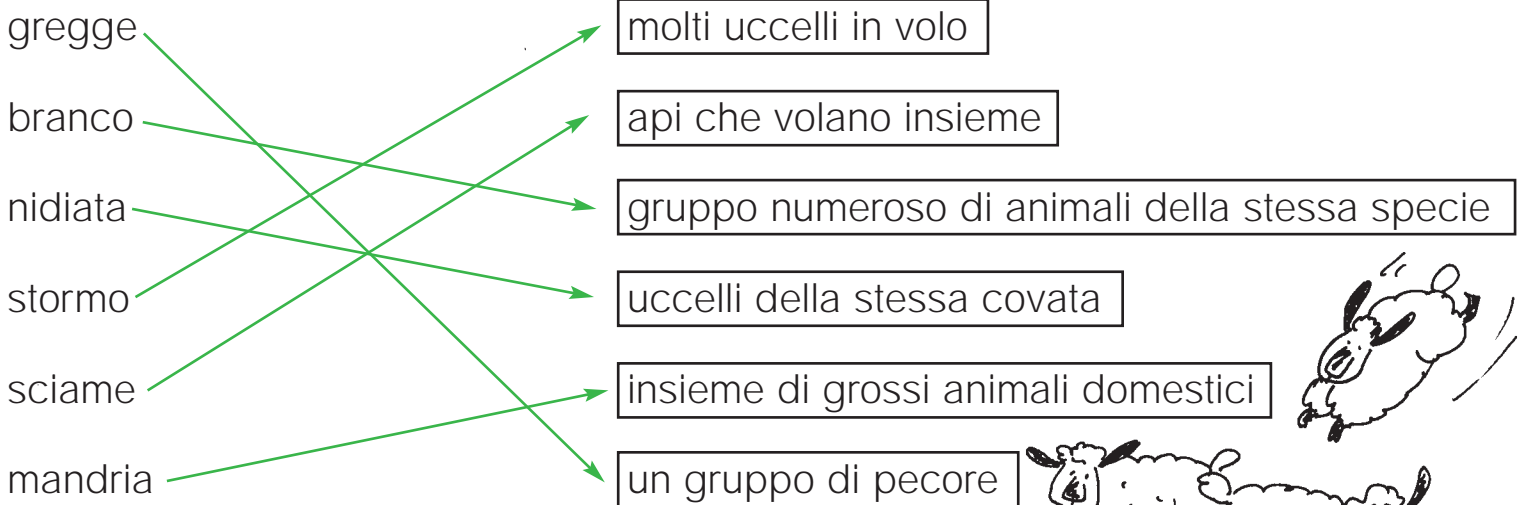 gregge
molti uccelli in volo
branco
api che volano insieme
nidiata
gruppo numeroso di animali della stessa specie
stormo
uccelli della stessa covata
sciame
insieme di grossi animali domestici
mandria
un gruppo di pecore